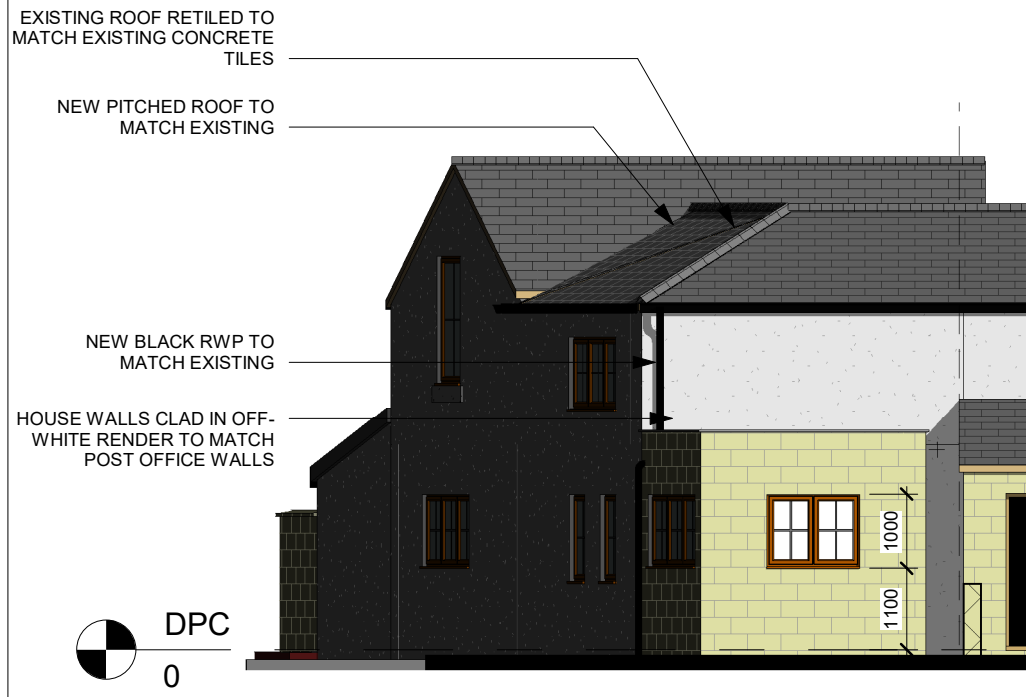 EXISTING ROOF RETILED TO
MATCH EXISTING CONCRETE
TILES
NEW PITCHED ROOF TO
MATCH EXISTING
NEW BLACK RWP TO
MATCH EXISTING
HOUSE WALLS CLAD IN OFF-
WHITE RENDER TO MATCH
POST OFFICE WALLS
1000
1100
DPC
0